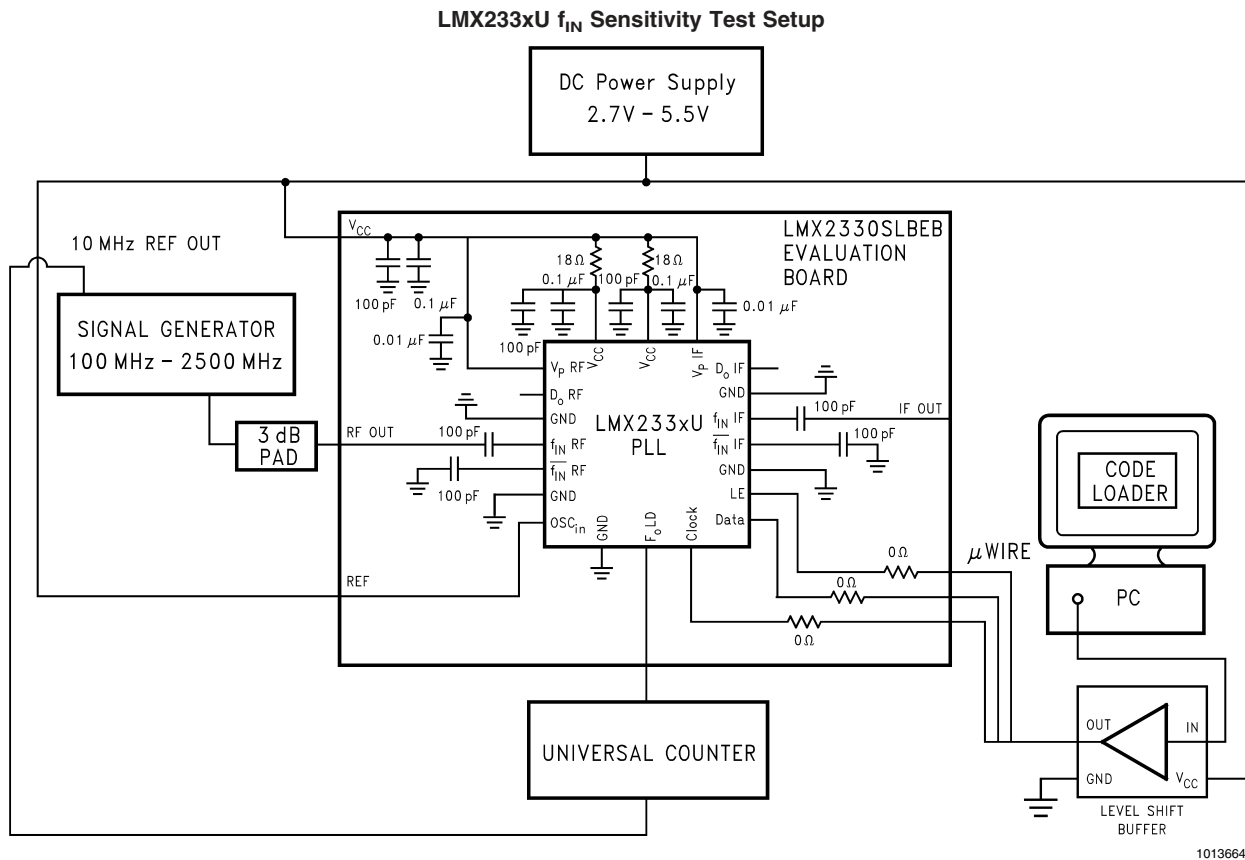 LMX233xU fIN Sensitivity Test Setup
DC Power Supply
2.7V – 5.5V
10 MHz REF OUT
SIGNAL GENERATOR
100 MHz – 2500 MHz
3 dB
PAD
RF OUT
REF
VCC
LMX2330SLBEB
EVALUATION
BOARD
100 pF
0.1 μF
0.01 μF
18Ω
18Ω
0.1 μF
100 pF
0.1 μF
100 pF
0.01 μF
VCC
VCC
VP IF
VP RF
Do RF
GND
fIN RF
fIN RF
GND
OSCin
LMX233xU
PLL
Do IF
GND
fIN IF
fIN IF
GND
LE
Data
GND
FoLD
Clock
100 pF
100 pF
100 pF
100 pF
IF OUT
0Ω
0Ω
0Ω
μWIRE
CODE
LOADER
PC
OUT
IN
GND
VCC
LEVEL SHIFT
BUFFER
UNIVERSAL COUNTER
1013664